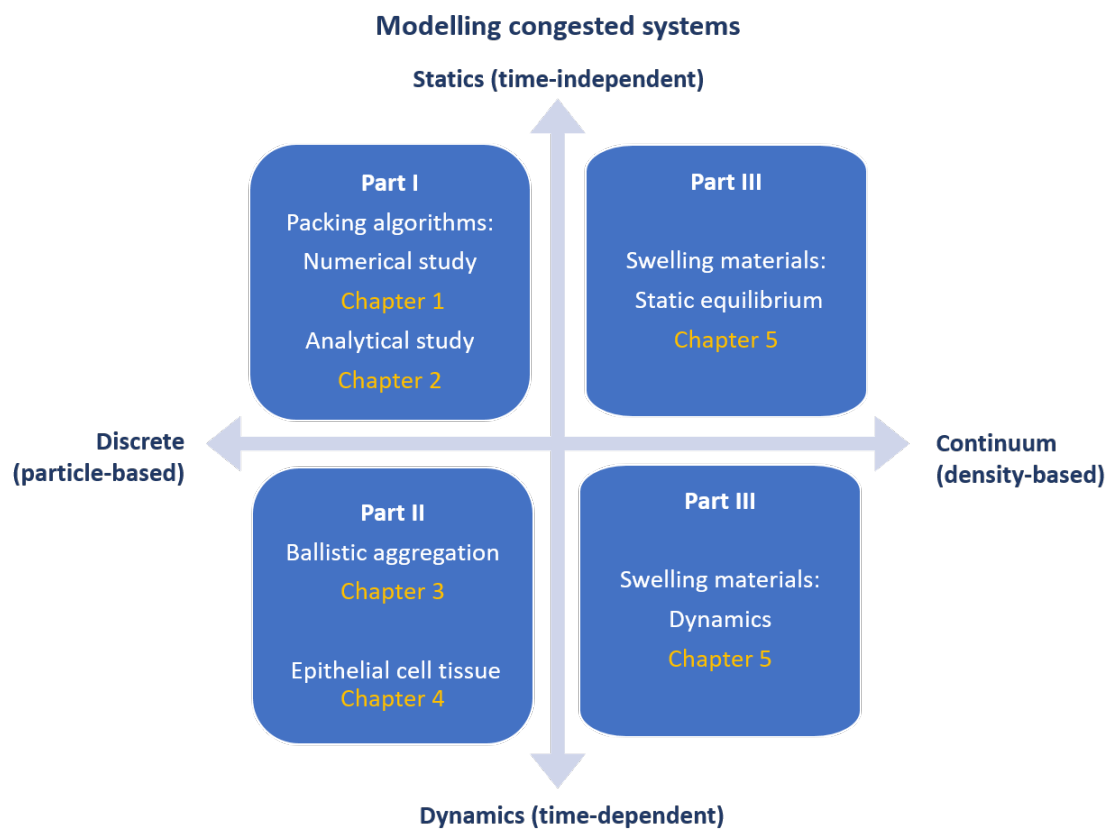 Modelling congested systems
Statics (time-independent)
Part I
Packing algorithms:
Numerical study
Chapter 1
Analytical study
Chapter 2
Part III
Swelling materials:
Static equilibrium
Chapter 5
Discrete
(particle-based)
Continuum
(density-based)
Part II
Ballistic aggregation
Chapter 3
Epithelial cell tissue
Chapter 4
Part III
Swelling materials:
Dynamics
Chapter 5
Dynamics (time-dependent)